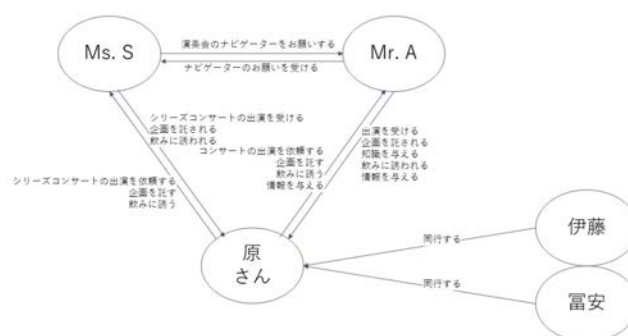 Ms. S
演奏会のナビゲーターをお願いする
ナビゲーターのお願いを受ける
Mr. A
シリーズコンサートの出演を受ける
企画を託される
飲みに誘われる
コンサートの出演を依頼する
企画を託す
飲みに誘う
情報を与える
出演を受ける
企画を託される
知識を与える
飲みに誘われる
情報を与える
シリーズコンサートの出演を依頼する
企画を託す
飲みに誘う
原
さん
同行する
伊藤
同行する
冨安